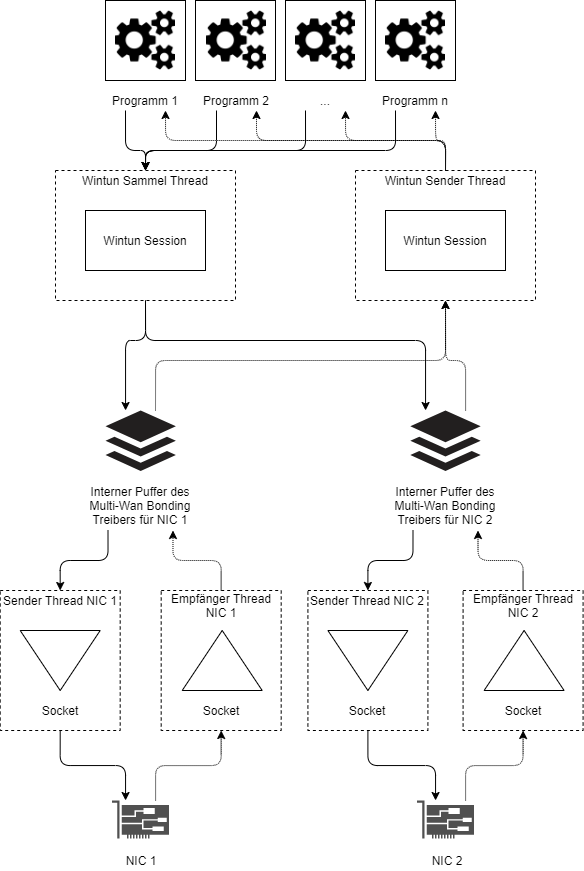 Programm 1
Programm 2
...
Programm n
Wintun Sammel Thread
Wintun Sender Thread
Wintun Session
Wintun Session
Interner Puffer des
Multi-Wan Bonding
Treibers für NIC 1
Interner Puffer des
Multi-Wan Bonding
Treibers für NIC 2
Sender Thread NIC 1
Empfänger Thread
NIC 1
Sender Thread NIC 2
Empfänger Thread
NIC 2
Socket
Socket
Socket
Socket
NIC 1
NIC 2